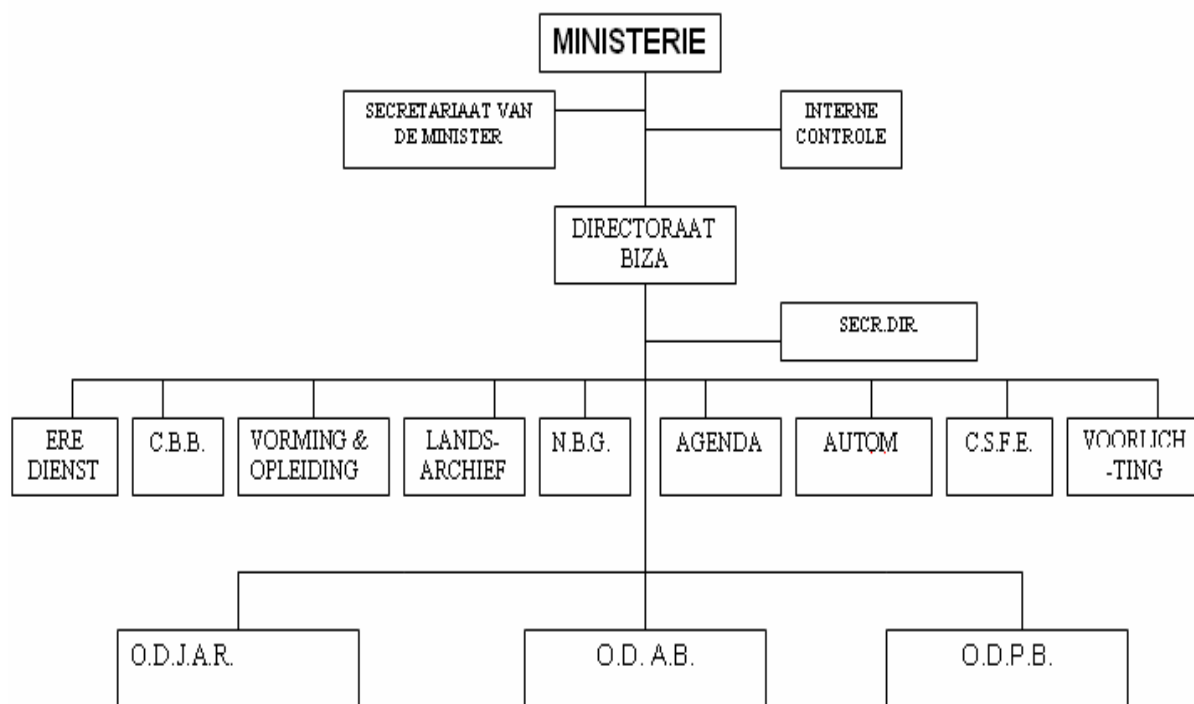 MINISTERIE
SECRETARIAAT VAN
DE MINISTER
INTERNE
CONTROLE
DIRECTORAAT
BIZA
SECR.DIR.
ERE
DIENST
C.B.B.
VORMING &
OPLEIDING
LANDS-
ARCHIEF
N.B.G.
AGENDA
AUTOM
C.S.F.E.
VOORLICH
-TING
O.D.J.A.R.
O.D. A.B.
O.D.P.B.